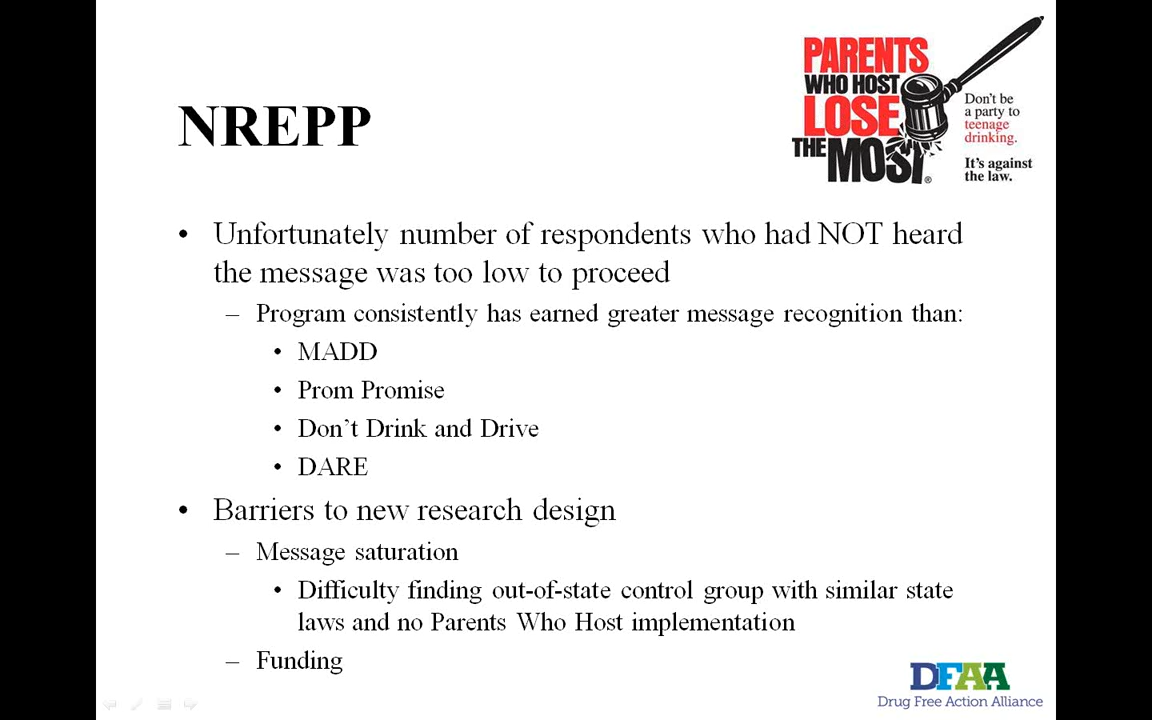 PARENTS
WHO HOST
LOSE
THE MOST®
Don't be
a party to
teenage
drinking.
It's against
the law.
NREPP
• Unfortunately number of respondents who had NOT heard
the message was too low to proceed
– Program consistently has earned greater message recognition than:
• MADD
• Prom Promise
• Don’t Drink and Drive
• DARE
• Barriers to new research design
– Message saturation
• Difficulty finding out-of-state control group with similar state
laws and no Parents Who Host implementation
– Funding
DFAA
Drug Free Action Alliance